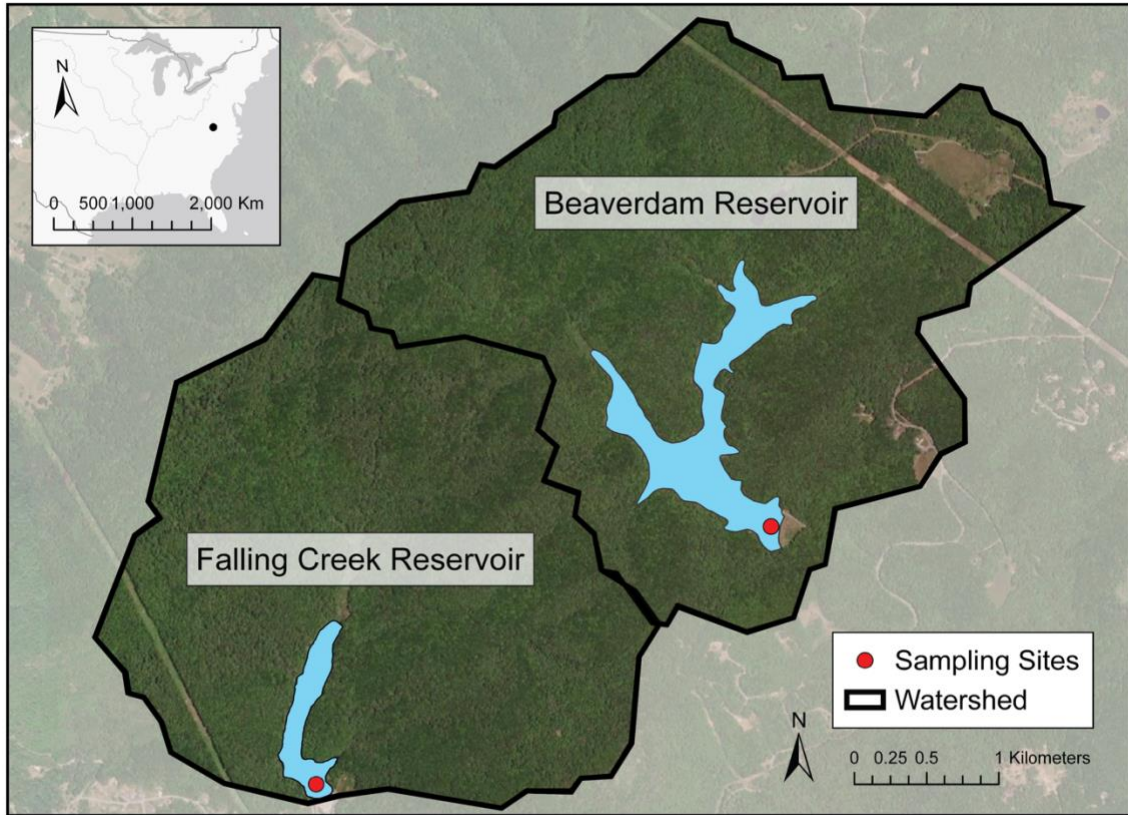 N
0 500 1,000 2,000 Km
Beaverdam Reservoir
Falling Creek Reservoir
Sampling Sites
Watershed
N
0 0.25 0.5 1 Kilometers